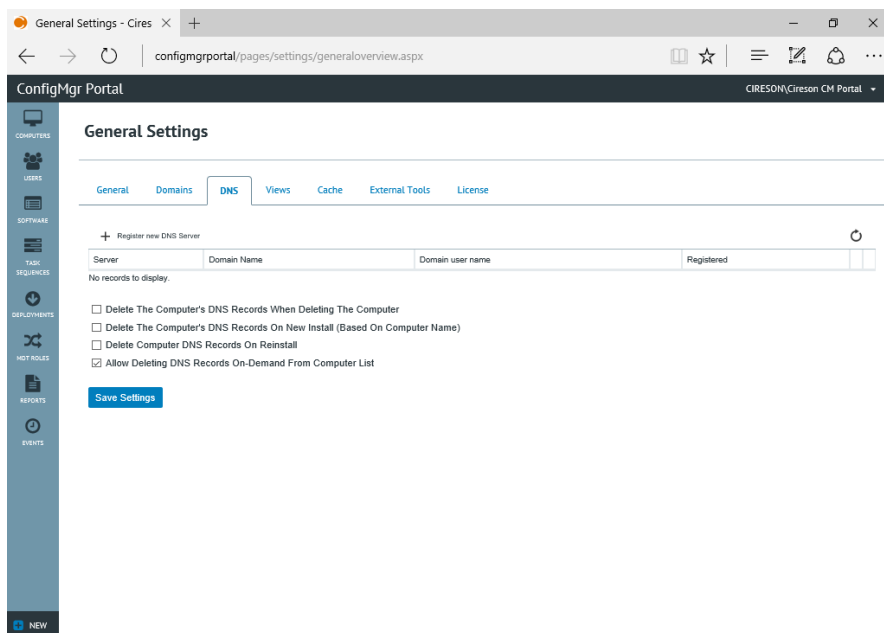 General Settings - Cires
configmgrportal/pages/settings/generaloverview.aspx
ConfigMgr Portal
CIRESON\Cireson CM Portal
COMPUTERS
USERS
SOFTWARE
TASK
SEQUENCES
DEPLOYMENTS
MDT ROLES
REPORTS
EVENTS
NEW
General Settings
General Domains DNS Views Cache External Tools License
Register new DNS Server
Server Domain Name Domain user name Registered
No records to display.
Delete The Computer's DNS Records When Deleting The Computer
Delete The Computer's DNS Records On New Install (Based On Computer Name)
Delete Computer DNS Records On Reinstall
Allow Deleting DNS Records On-Demand From Computer List
Save Settings